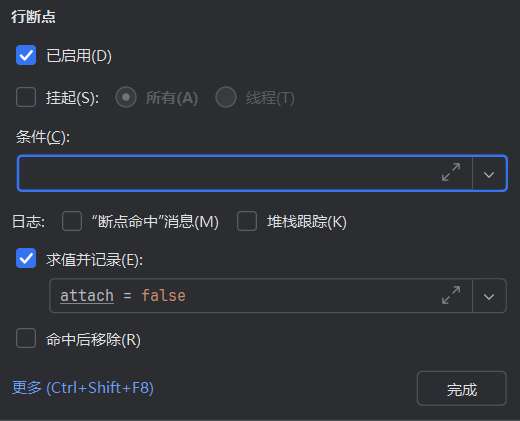 行断点
已启用(D)
挂起(S): 所有(A) 线程(T)
条件(C):
日志: “断点命中”消息(M) 堆栈跟踪(K)
求值并记录(E):
attach = false
命中后移除(R)
更多 (Ctrl+Shift+F8) 完成